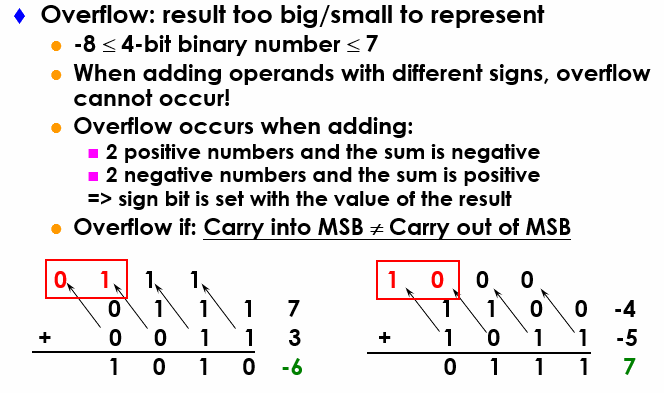 Overflow: result too big/small to represent
-8 ≤ 4-bit binary number ≤ 7
When adding operands with different signs, overflow
cannot occur!
Overflow occurs when adding:
2 positive numbers and the sum is negative
2 negative numbers and the sum is positive
=> sign bit is set with the value of the result
Overflow if: Carry into MSB ≠ Carry out of MSB
0 1 1 1
0 1 1 1 7
+ 0 0 1 1 3
1 0 1 0 -6
1 0 0 0
1 1 0 0 -4
+ 1 0 1 1 -5
0 1 1 1 7